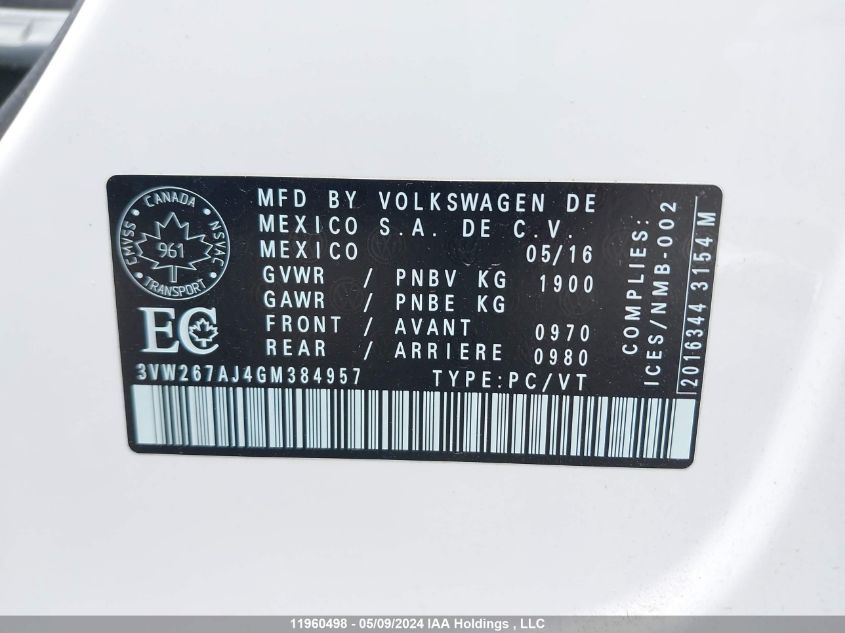 CANADA
CMVSS
NSVAC
961
TRANSPORT
EC
MFD BY VOLKSWAGEN DE
MEXICO S.A. DE C.V.
MEXICO 05/16
GVWR / PNBV KG 1900
GAWR / PNBE KG
FRONT / AVANT 0970
REAR / ARRIERE 0980
3VW267AJ4GM384957 TYPE:PC/VT
COMPLIES:
ICES/NMB-002
2016344 3154 M
11960498 - 05/09/2024 IAA Holdings , LLC